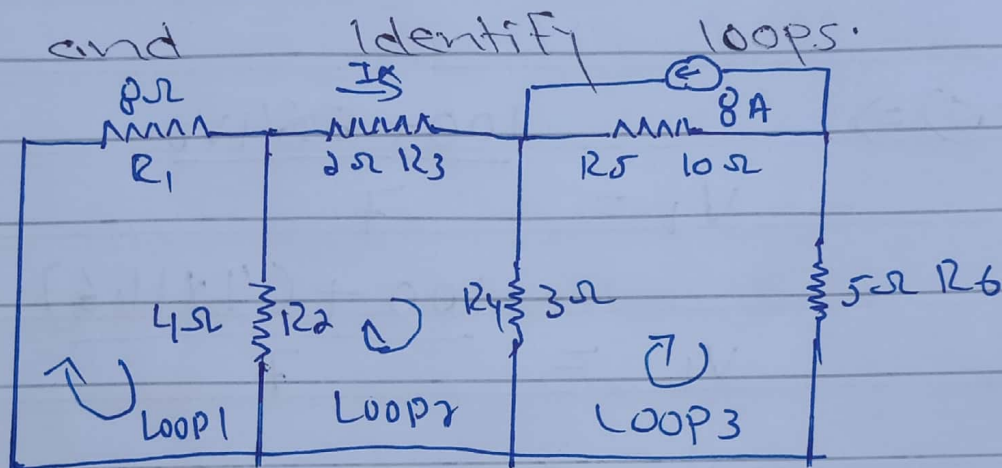 and Identify loops.
8Ω Ix
8A
R1 2Ω R3 R5 10Ω
4Ω R2 R4 3Ω 5Ω R6
LOOP1 LOOP2 LOOP3